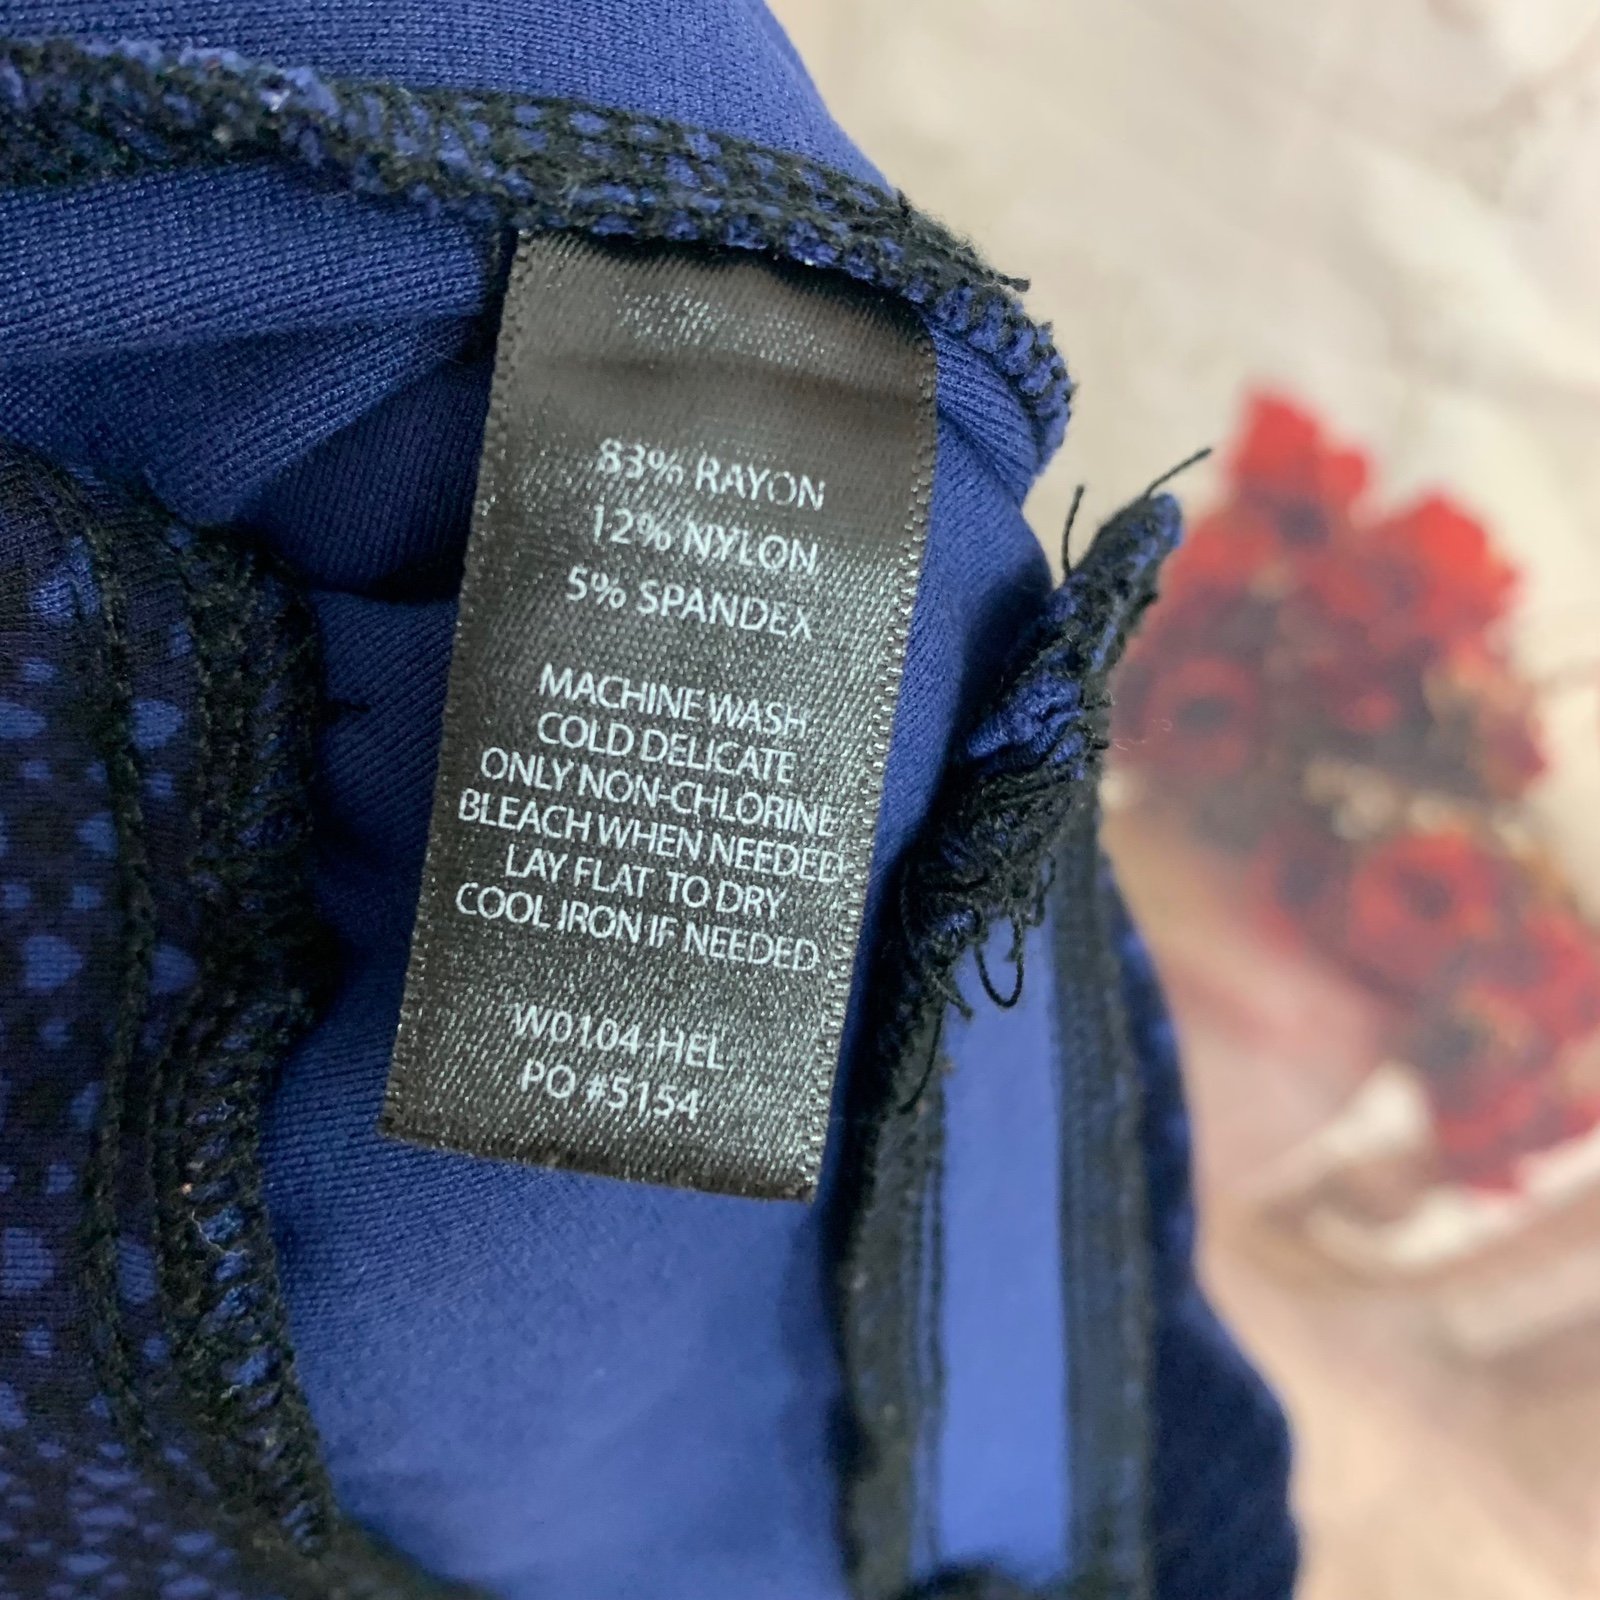 83% RAYON
12% NYLON
5% SPANDEX
MACHINE WASH
COLD DELICATE
ONLY NON-CHLORINE
BLEACH WHEN NEEDED
LAY FLAT TO DRY
COOL IRON IF NEEDED
W0104-HEL
PO #5154